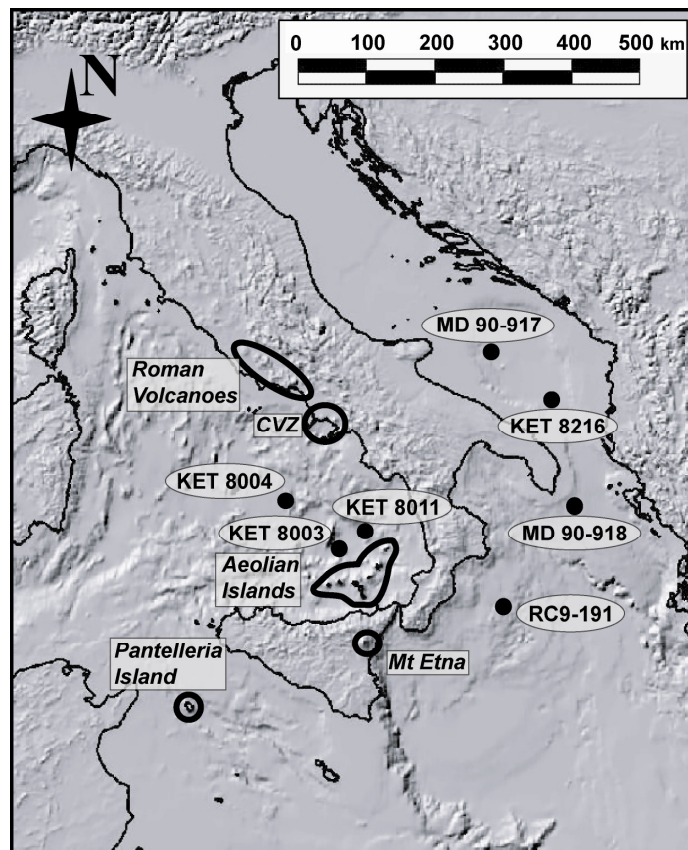 0 100 200 300 400 500 km
N
MD 90-917
Roman
Volcanoes
CVZ
KET 8216
KET 8004
KET 8011
MD 90-918
KET 8003
Aeolian
Islands
RC9-191
Pantelleria
Island
Mt Etna